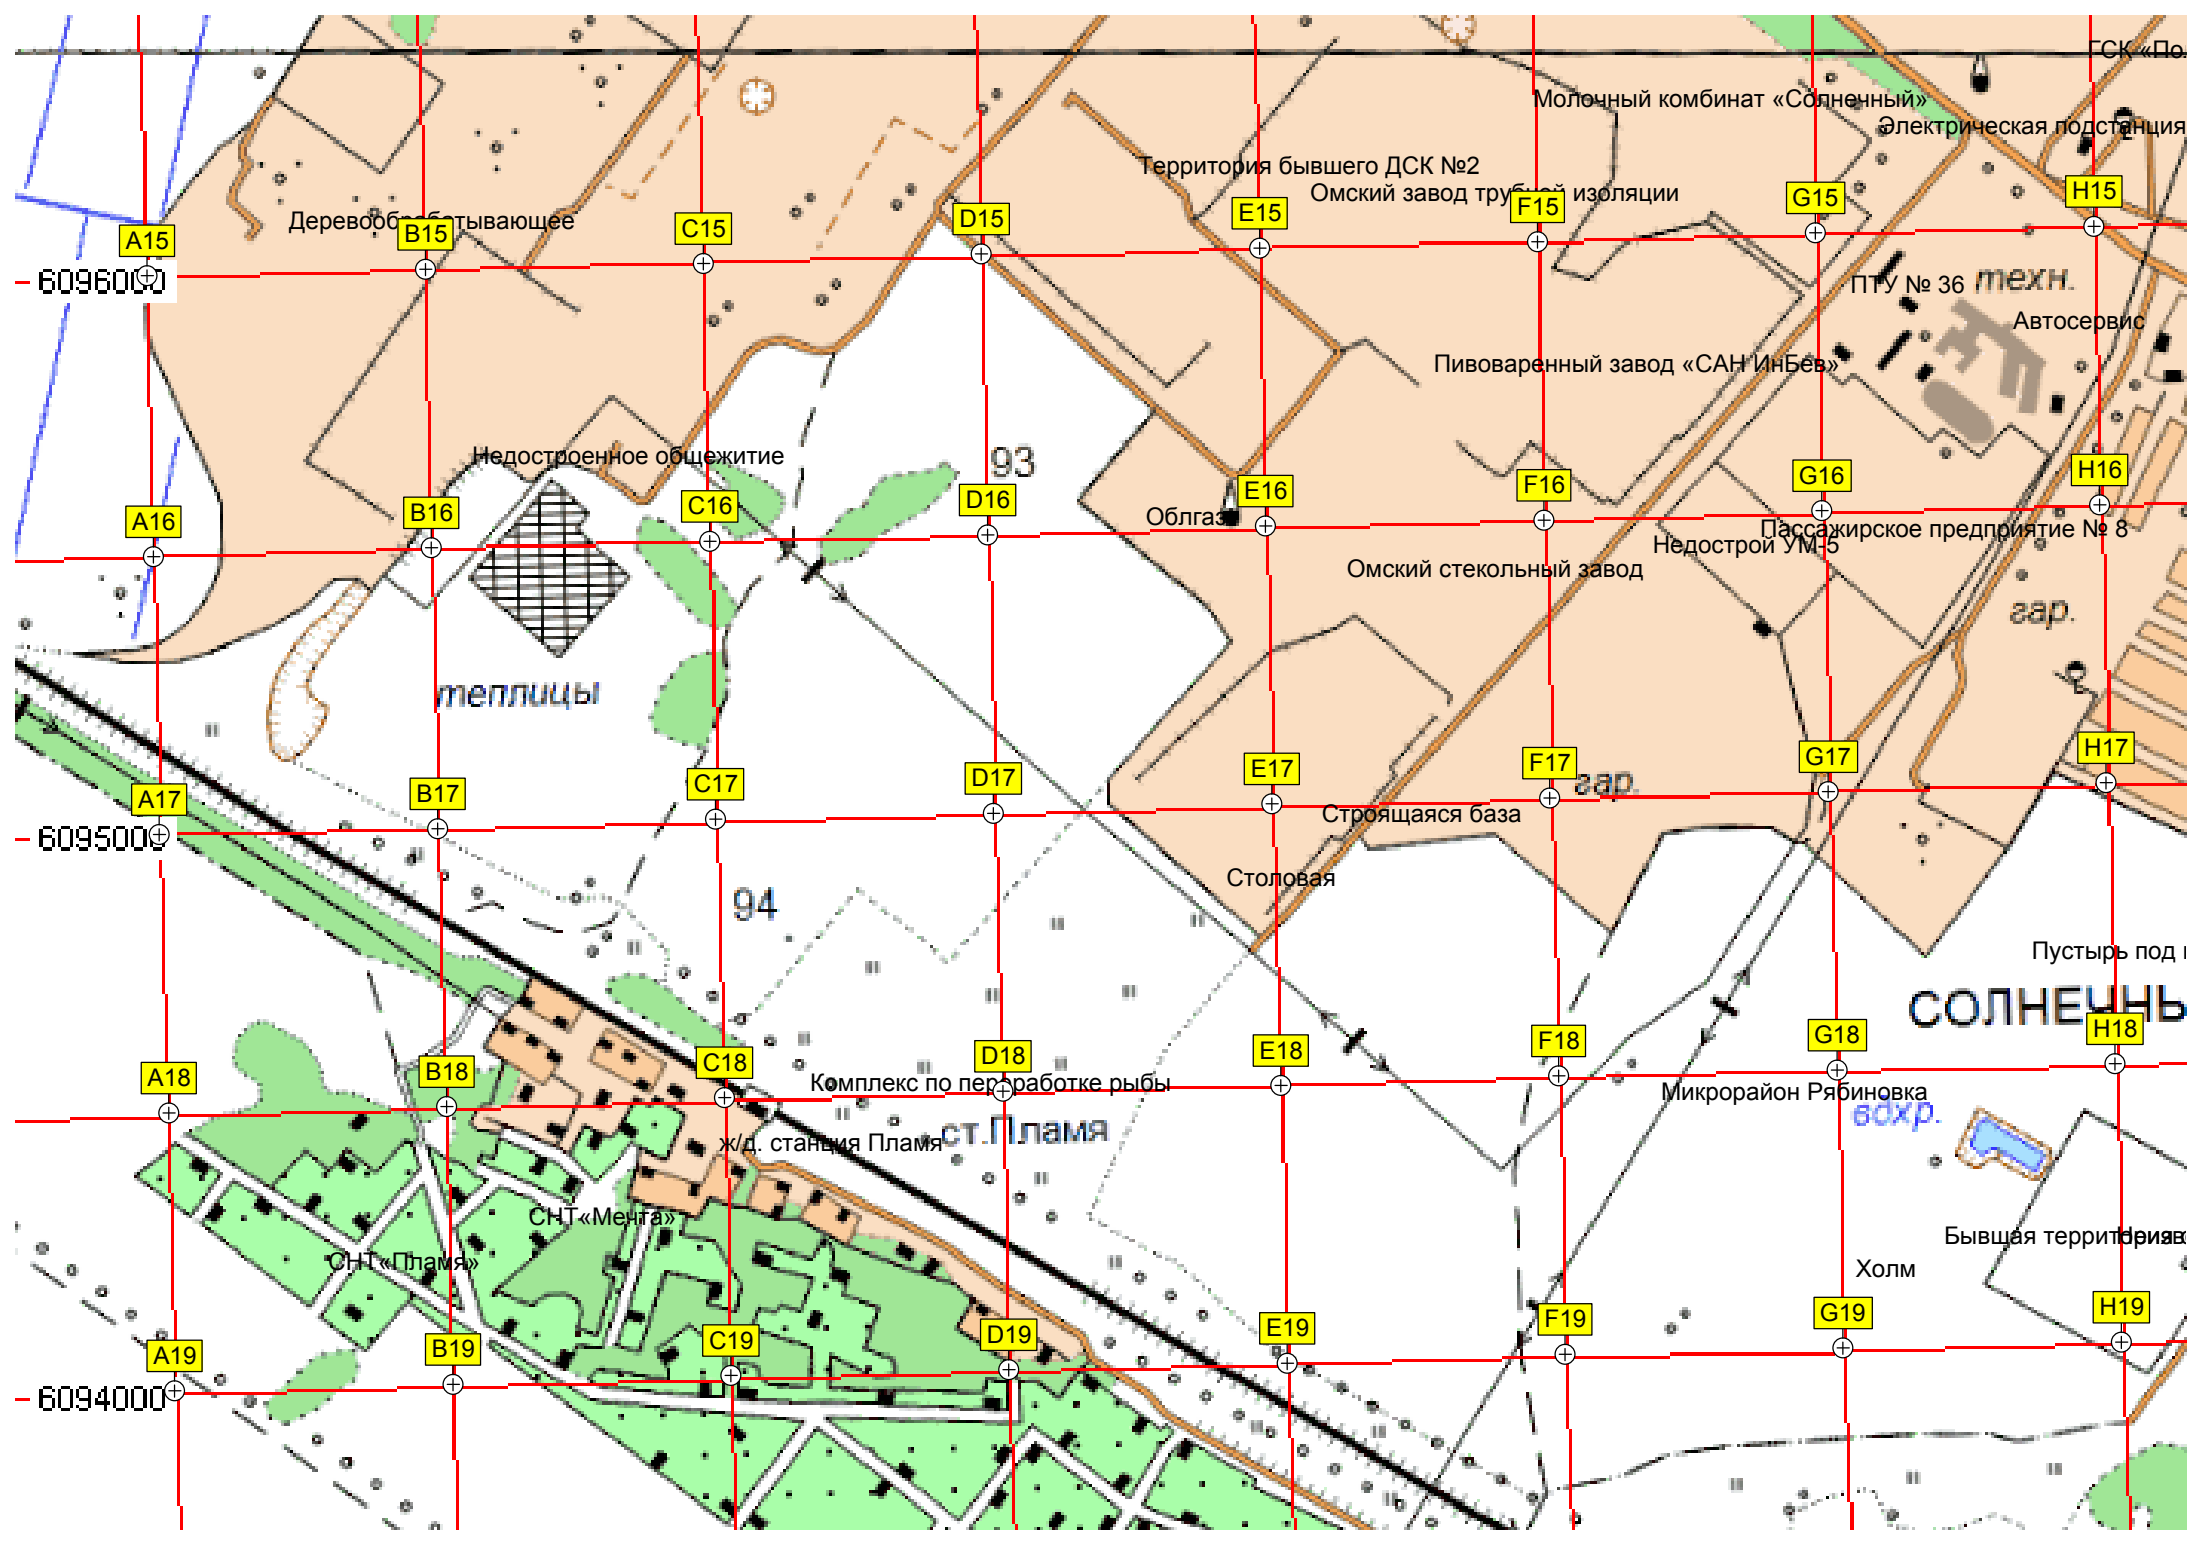 ГСК «По
Молочный комбинат «Солнечный»
Электрическая подстанция
Территория бывшего ДСК №2
Омский завод трубной изоляции
Деревообрабатывающее
A15
B15
C15
D15
E15
F15
G15
H15
6096000
ПТУ № 36
техн.
Автосервис
Пивоваренный завод «САН ИнБев»
Недостроенное общежитие
93
A16
B16
C16
D16
E16
F16
G16
H16
Облгаз
Пассажирское предприятие № 8
Недострой УМ-5
Омский стекольный завод
гар.
теплицы
A17
B17
C17
D17
E17
F17
G17
H17
гар.
6095000
Строящаяся база
Столовая
94
Пустырь под
СОЛНЕЧНЫ
A18
B18
C18
D18
E18
F18
G18
H18
Комплекс по переработке рыбы
Микрорайон Рябиновка
вдхр.
ж/д. станция Пламя
ст.Пламя
СНТ«Мечта»
СНТ«Пламя»
Бывшая территория
Холм
A19
B19
C19
D19
E19
F19
G19
H19
6094000